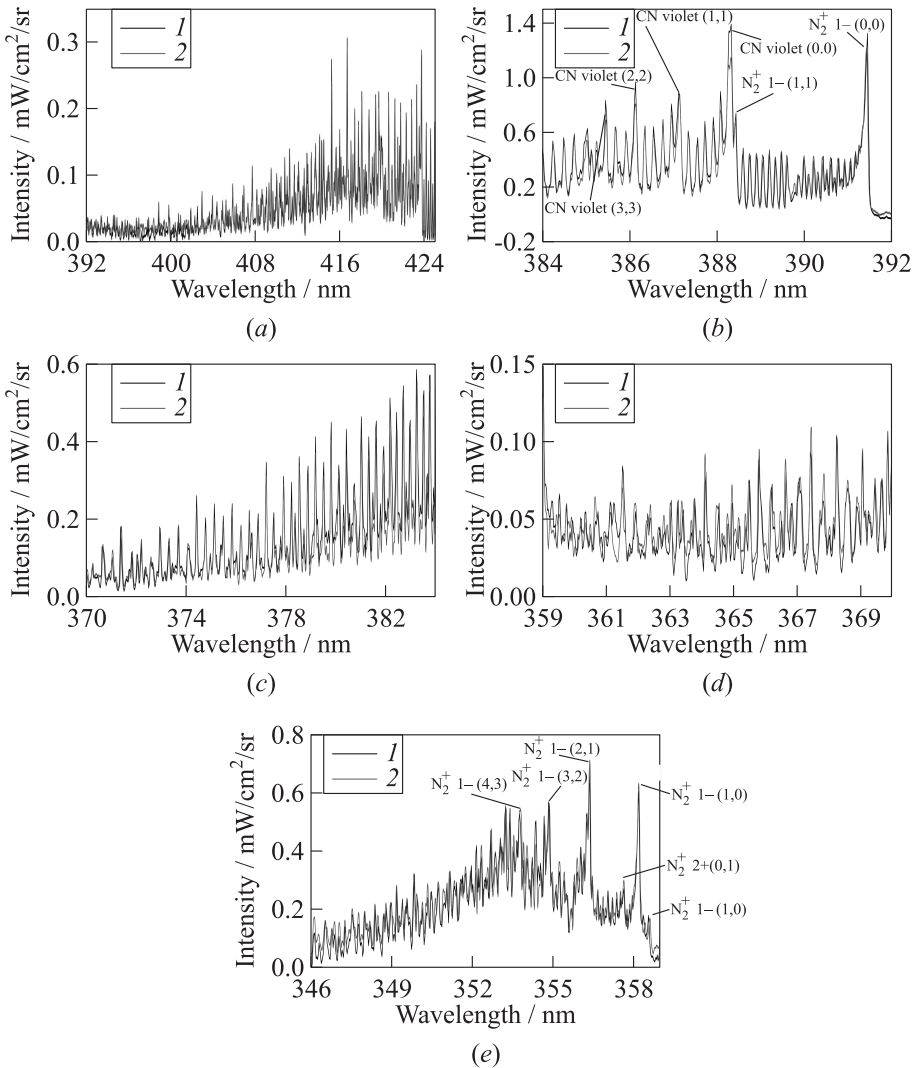 Intensity / mW/cm²/sr
0.3
0.2
0.1
0.0
1
2
392
400
408
416
424
Wavelength / nm
(a)
Intensity / mW/cm²/sr
1.4
1.0
0.6
0.2
-0.2
1
2
CN violet (1,1)
N₂⁺ 1–(0,0)
CN violet (0.0)
CN violet (2,2)
N₂⁺ 1–(1,1)
CN violet (3,3)
384
386
388
390
392
Wavelength / nm
(b)
Intensity / mW/cm²/sr
0.6
0.4
0.2
0.0
1
2
370
374
378
382
Wavelength / nm
(c)
Intensity / mW/cm²/sr
0.15
0.10
0.05
0.00
1
2
359
361
363
365
367
369
Wavelength / nm
(d)
Intensity / mW/cm²/sr
0.8
0.6
0.4
0.2
0.0
1
2
N₂⁺ 1–(2,1)
N₂⁺ 1–(4,3)
N₂⁺ 1–(3,2)
N₂⁺ 1–(1,0)
N₂⁺ 2+(0,1)
N₂⁺ 1–(1,0)
346
349
352
355
358
Wavelength / nm
(e)